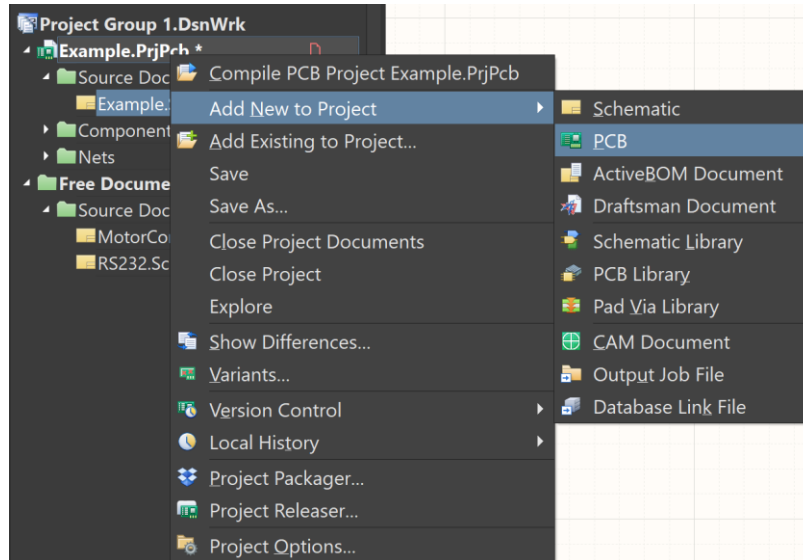 Project Group 1.DsnWrk
Example.PrjPcb *
Source Doc
Example.
Component
Nets
Free Docume
Source Doc
MotorCo
RS232.Sc
Compile PCB Project Example.PrjPcb
Add New to Project
Add Existing to Project...
Save
Save As...
Close Project Documents
Close Project
Explore
Show Differences...
Variants...
Version Control
Local History
Project Packager...
Project Releaser...
Project Options...
Schematic
PCB
ActiveBOM Document
Draftsman Document
Schematic Library
PCB Library
Pad Via Library
CAM Document
Output Job File
Database Link File